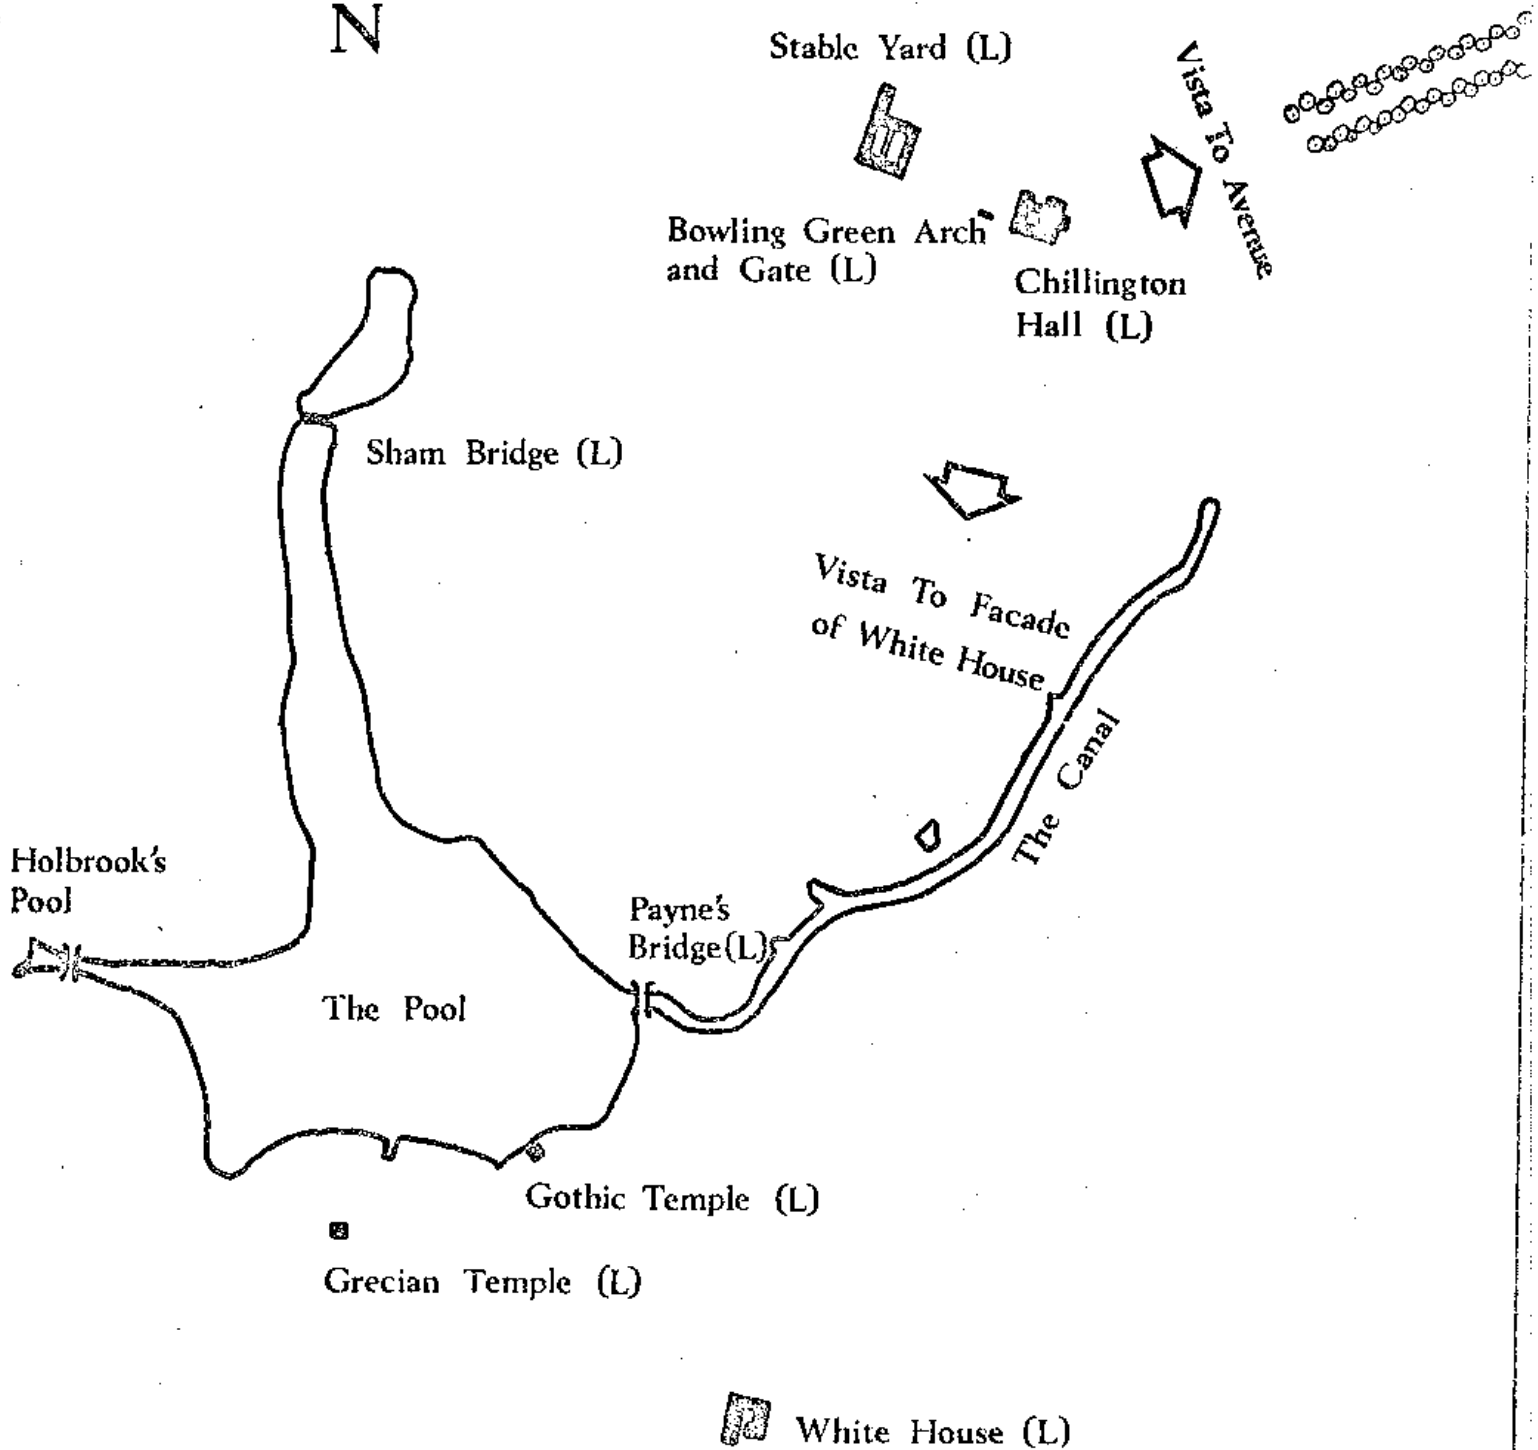 N
Stable Yard (L)
Vista To Avenue
Bowling Green Arch
and Gate (L)
Chillington
Hall (L)
Sham Bridge (L)
Vista To Facade
of White House
The Canal
Holbrook's
Pool
Payne's
Bridge(L)
The Pool
Gothic Temple (L)
Grecian Temple (L)
White House (L)